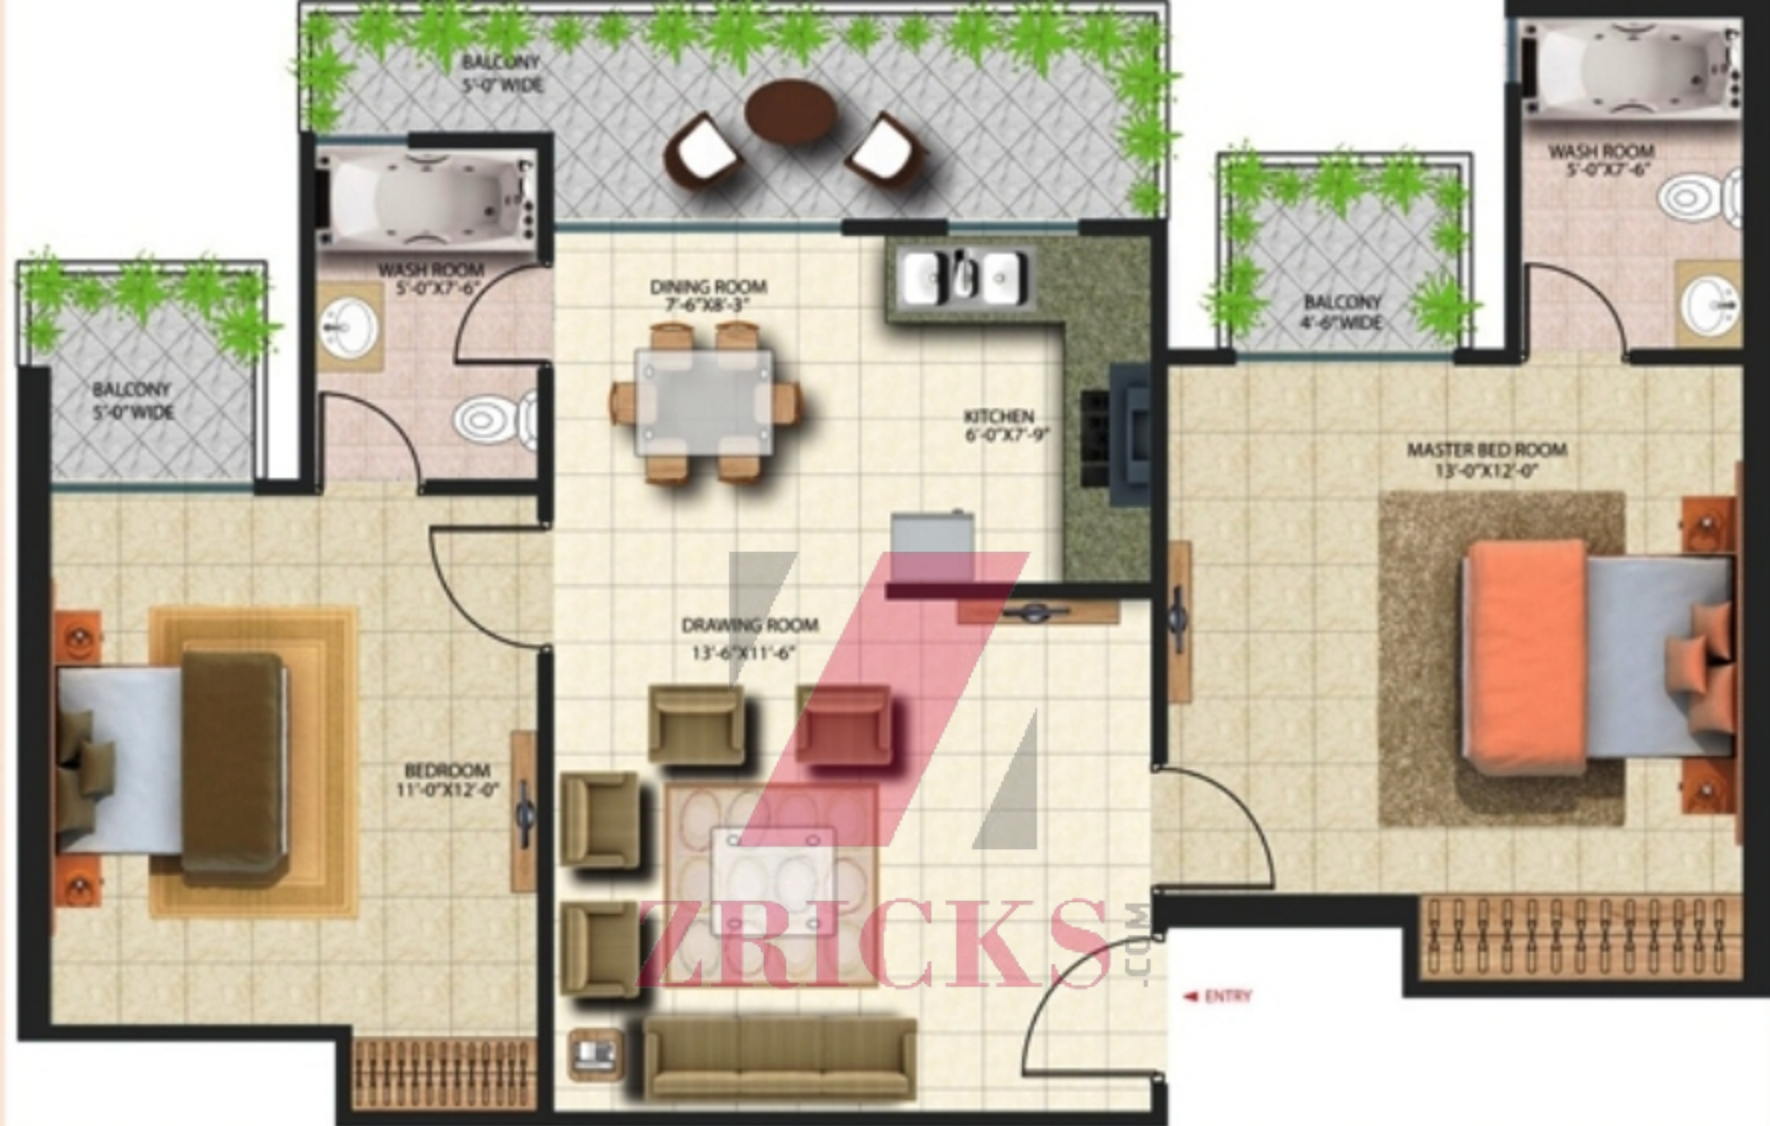 BALCONY
5'-0" WIDE
WASH ROOM
5'-0"X7'-6"
WASH ROOM
5'-0"X7'-6"
DINING ROOM
7'-6"X8'-3"
BALCONY
4'-6" WIDE
BALCONY
5'-0" WIDE
KITCHEN
6'-0"X7'-9"
MASTER BED ROOM
13'-0"X12'-0"
DRAWING ROOM
13'-6"X11'-6"
BEDROOM
11'-0"X12'-0"
ZRICKS
.COM
ENTRY